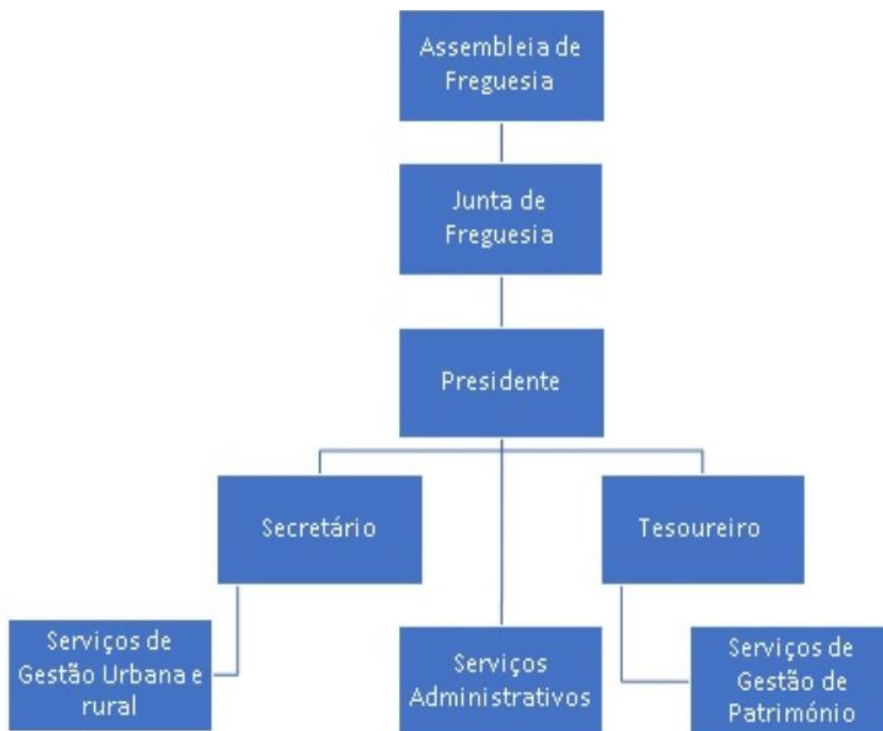 Assembleia de
Freguesia
Junta de
Freguesia
Presidente
Secretário
Tesoureiro
Serviços de
Gestão Urbana e
rural
Serviços
Administrativos
Serviços de
Gestão de
Património